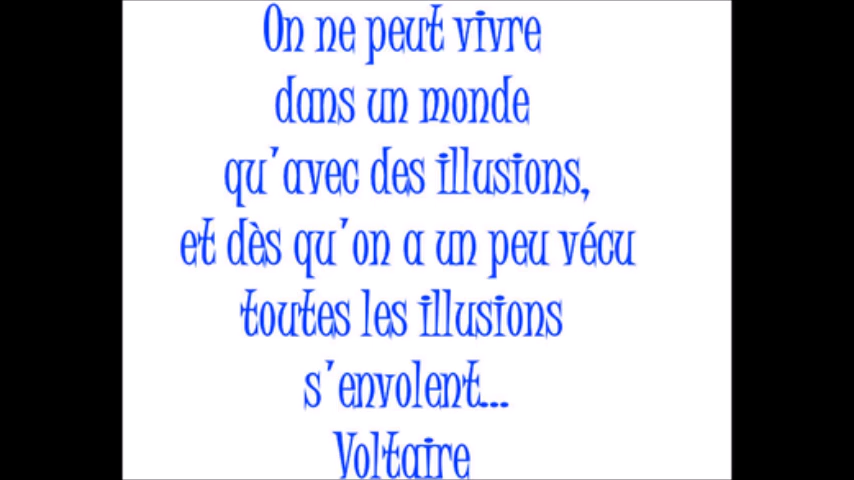 On ne peut vivre
dans un monde
qu'avec des illusions,
et dès qu'on a un peu vécu
toutes les illusions
s'envolent...
Voltaire